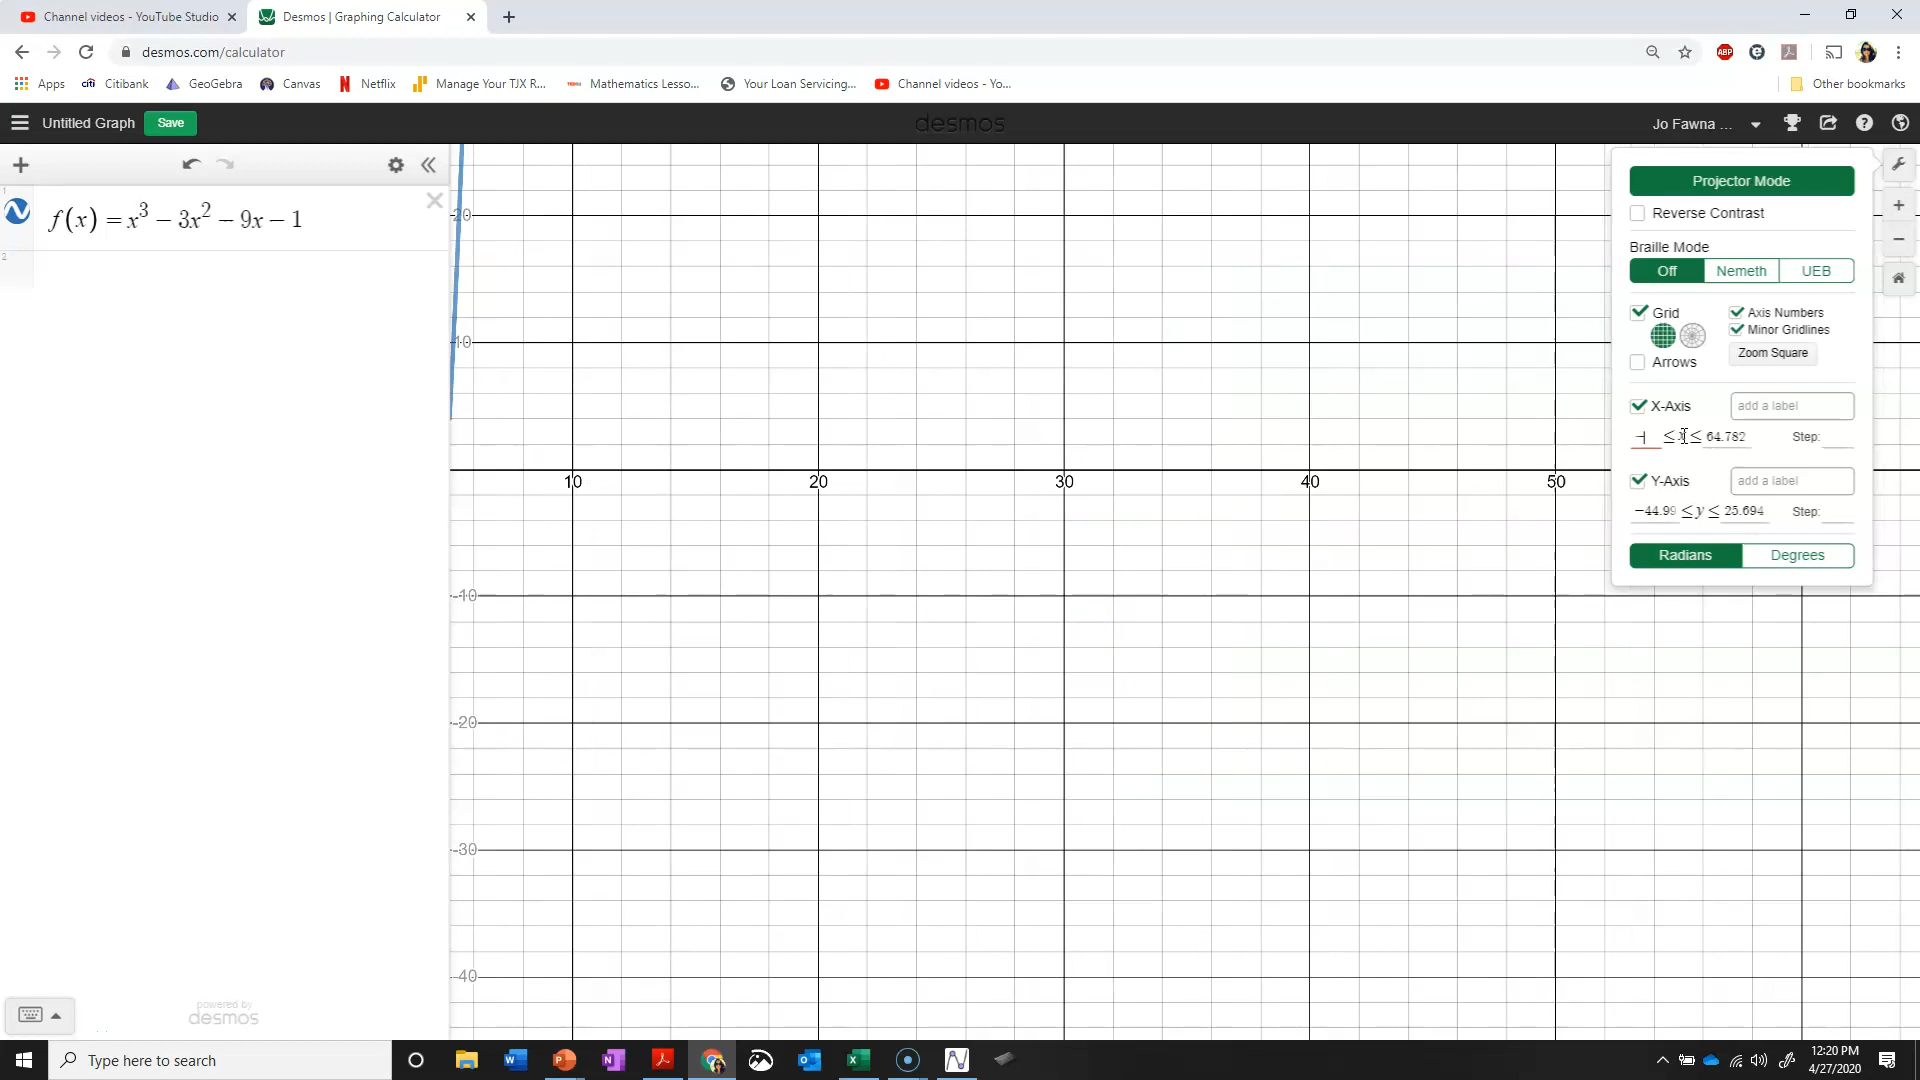 Channel videos - YouTube Studio
Desmos | Graphing Calculator
desmos.com/calculator
ABP
Apps
citi Citibank
GeoGebra
Canvas
Netflix
Manage Your TJX R...
Mathematics Lesso...
Your Loan Servicing...
Channel videos - Yo...
Other bookmarks
Untitled Graph
Save
desmos
Jo Fawna ...
1
f(x) = x³ − 3x² − 9x − 1
2
20
10
10
20
30
40
50
-10
-20
-30
-40
Projector Mode
Reverse Contrast
Braille Mode
Off
Nemeth
UEB
Grid
Axis Numbers
Minor Gridlines
Arrows
Zoom Square
X-Axis
add a label
− ≤ x ≤ 64.782
Step:
Y-Axis
add a label
−44.99 ≤ y ≤ 25.694
Step:
Radians
Degrees
powered by
desmos
Type here to search
12:20 PM
4/27/2020